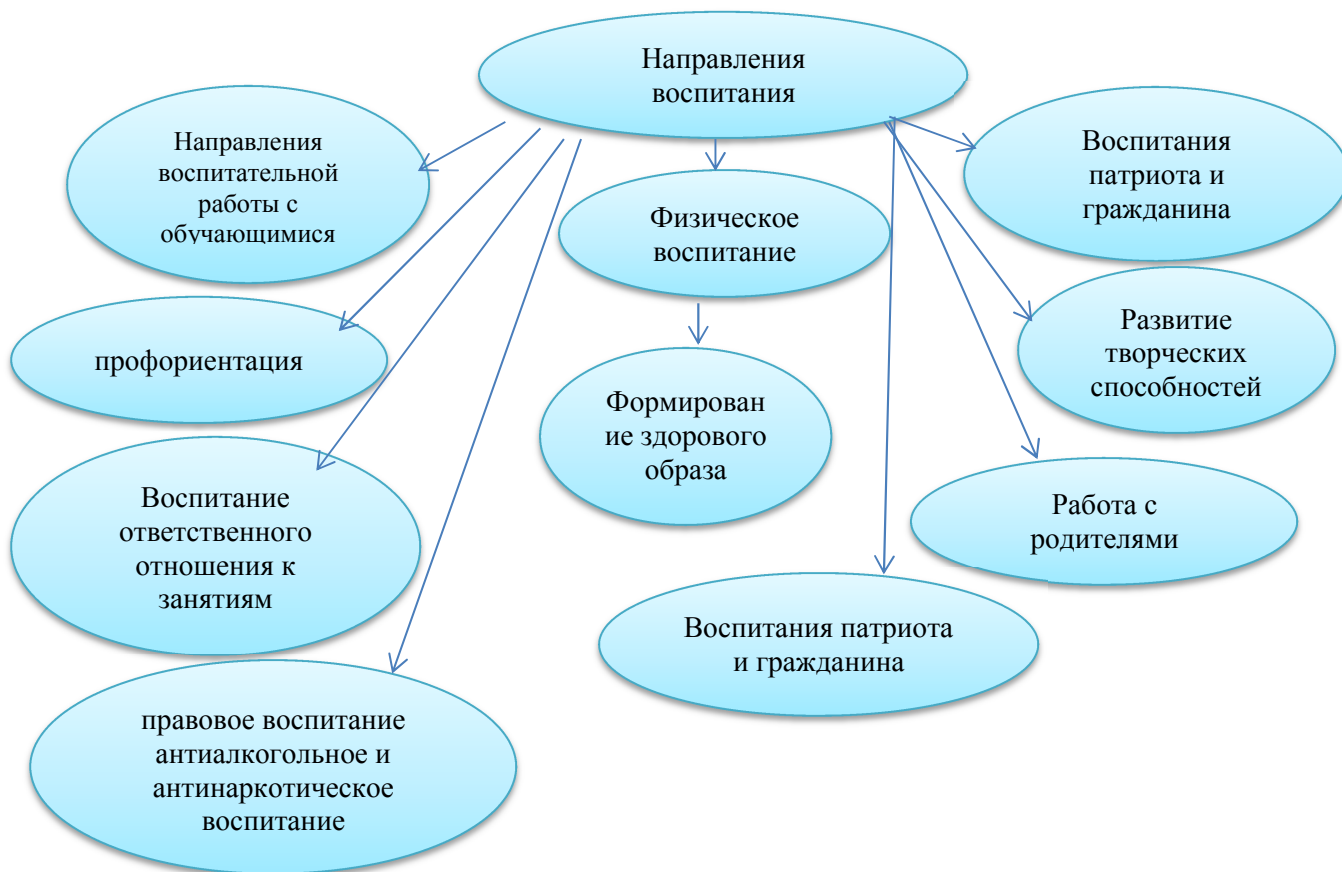 Направления
воспитания
Направления
воспитательной
работы с
обучающимися
Физическое
воспитание
Воспитания
патриота и
гражданина
профориентация
Формирован
ие здорового
образа
Развитие
творческих
способностей
Воспитание
ответственного
отношения к
занятиям
Работа с
родителями
Воспитания патриота
и гражданина
правовое воспитание
антиалкогольное и
антинаркотическое
воспитание